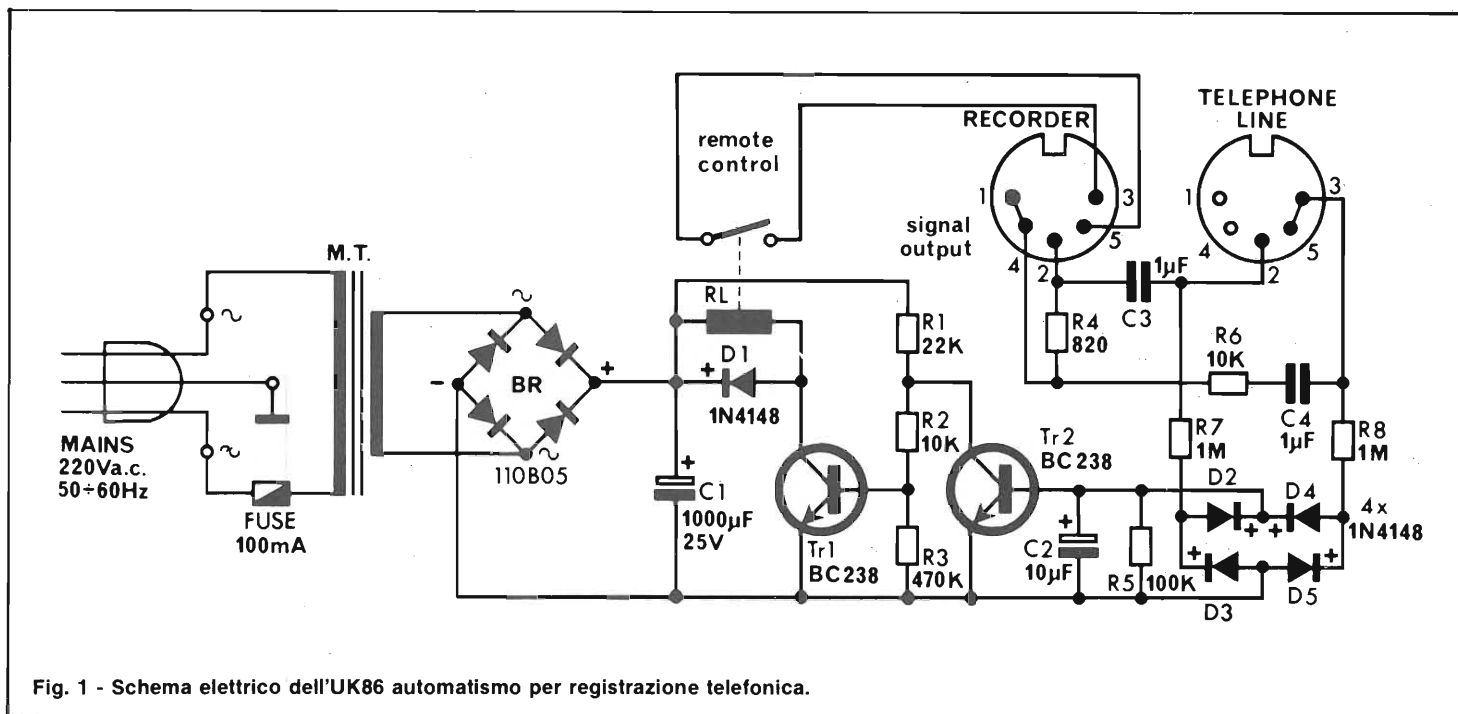 TELEPHONE
LINE
RECORDER
remote
control
1
3
signal
output
4
2
5
1
3
4
2
5
M.T.
~
~
~
~
BR
-
+
110B05
MAINS
220Va.c.
50÷60Hz
FUSE
100mA
RL
+
D1
1N4148
+
C1
1000µF
25V
Tr1
BC238
R1
22K
R2
10K
R3
470K
Tr2
BC238
1µF
C3
R4
820
R6
10K
C4
1µF
R7
1M
R8
1M
D2
D4
+
+
4x
1N4148
+
C2
10µF
R5
100K
+
+
D3
D5
Fig. 1 - Schema elettrico dell'UK86 automatismo per registrazione telefonica.